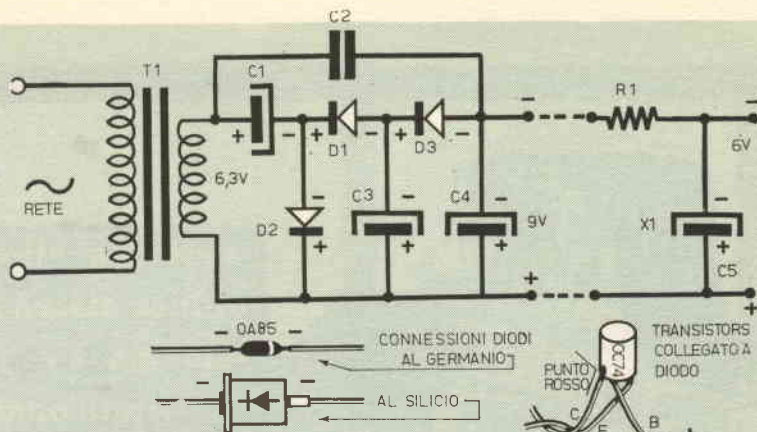 C2
T1
C1
R1
+ - + - + -
D1
D3
- -
6,3V
6V
RETE
D2
C3
C4
9V
X1
C5
- 0A85 -
CONNESSIONI DIODI
AL GERMANIO
TRANSISTORS
COLLEGATO A
DIODO
OC74
PUNTO
ROSSO
- -
AL SILICIO
C
E
B